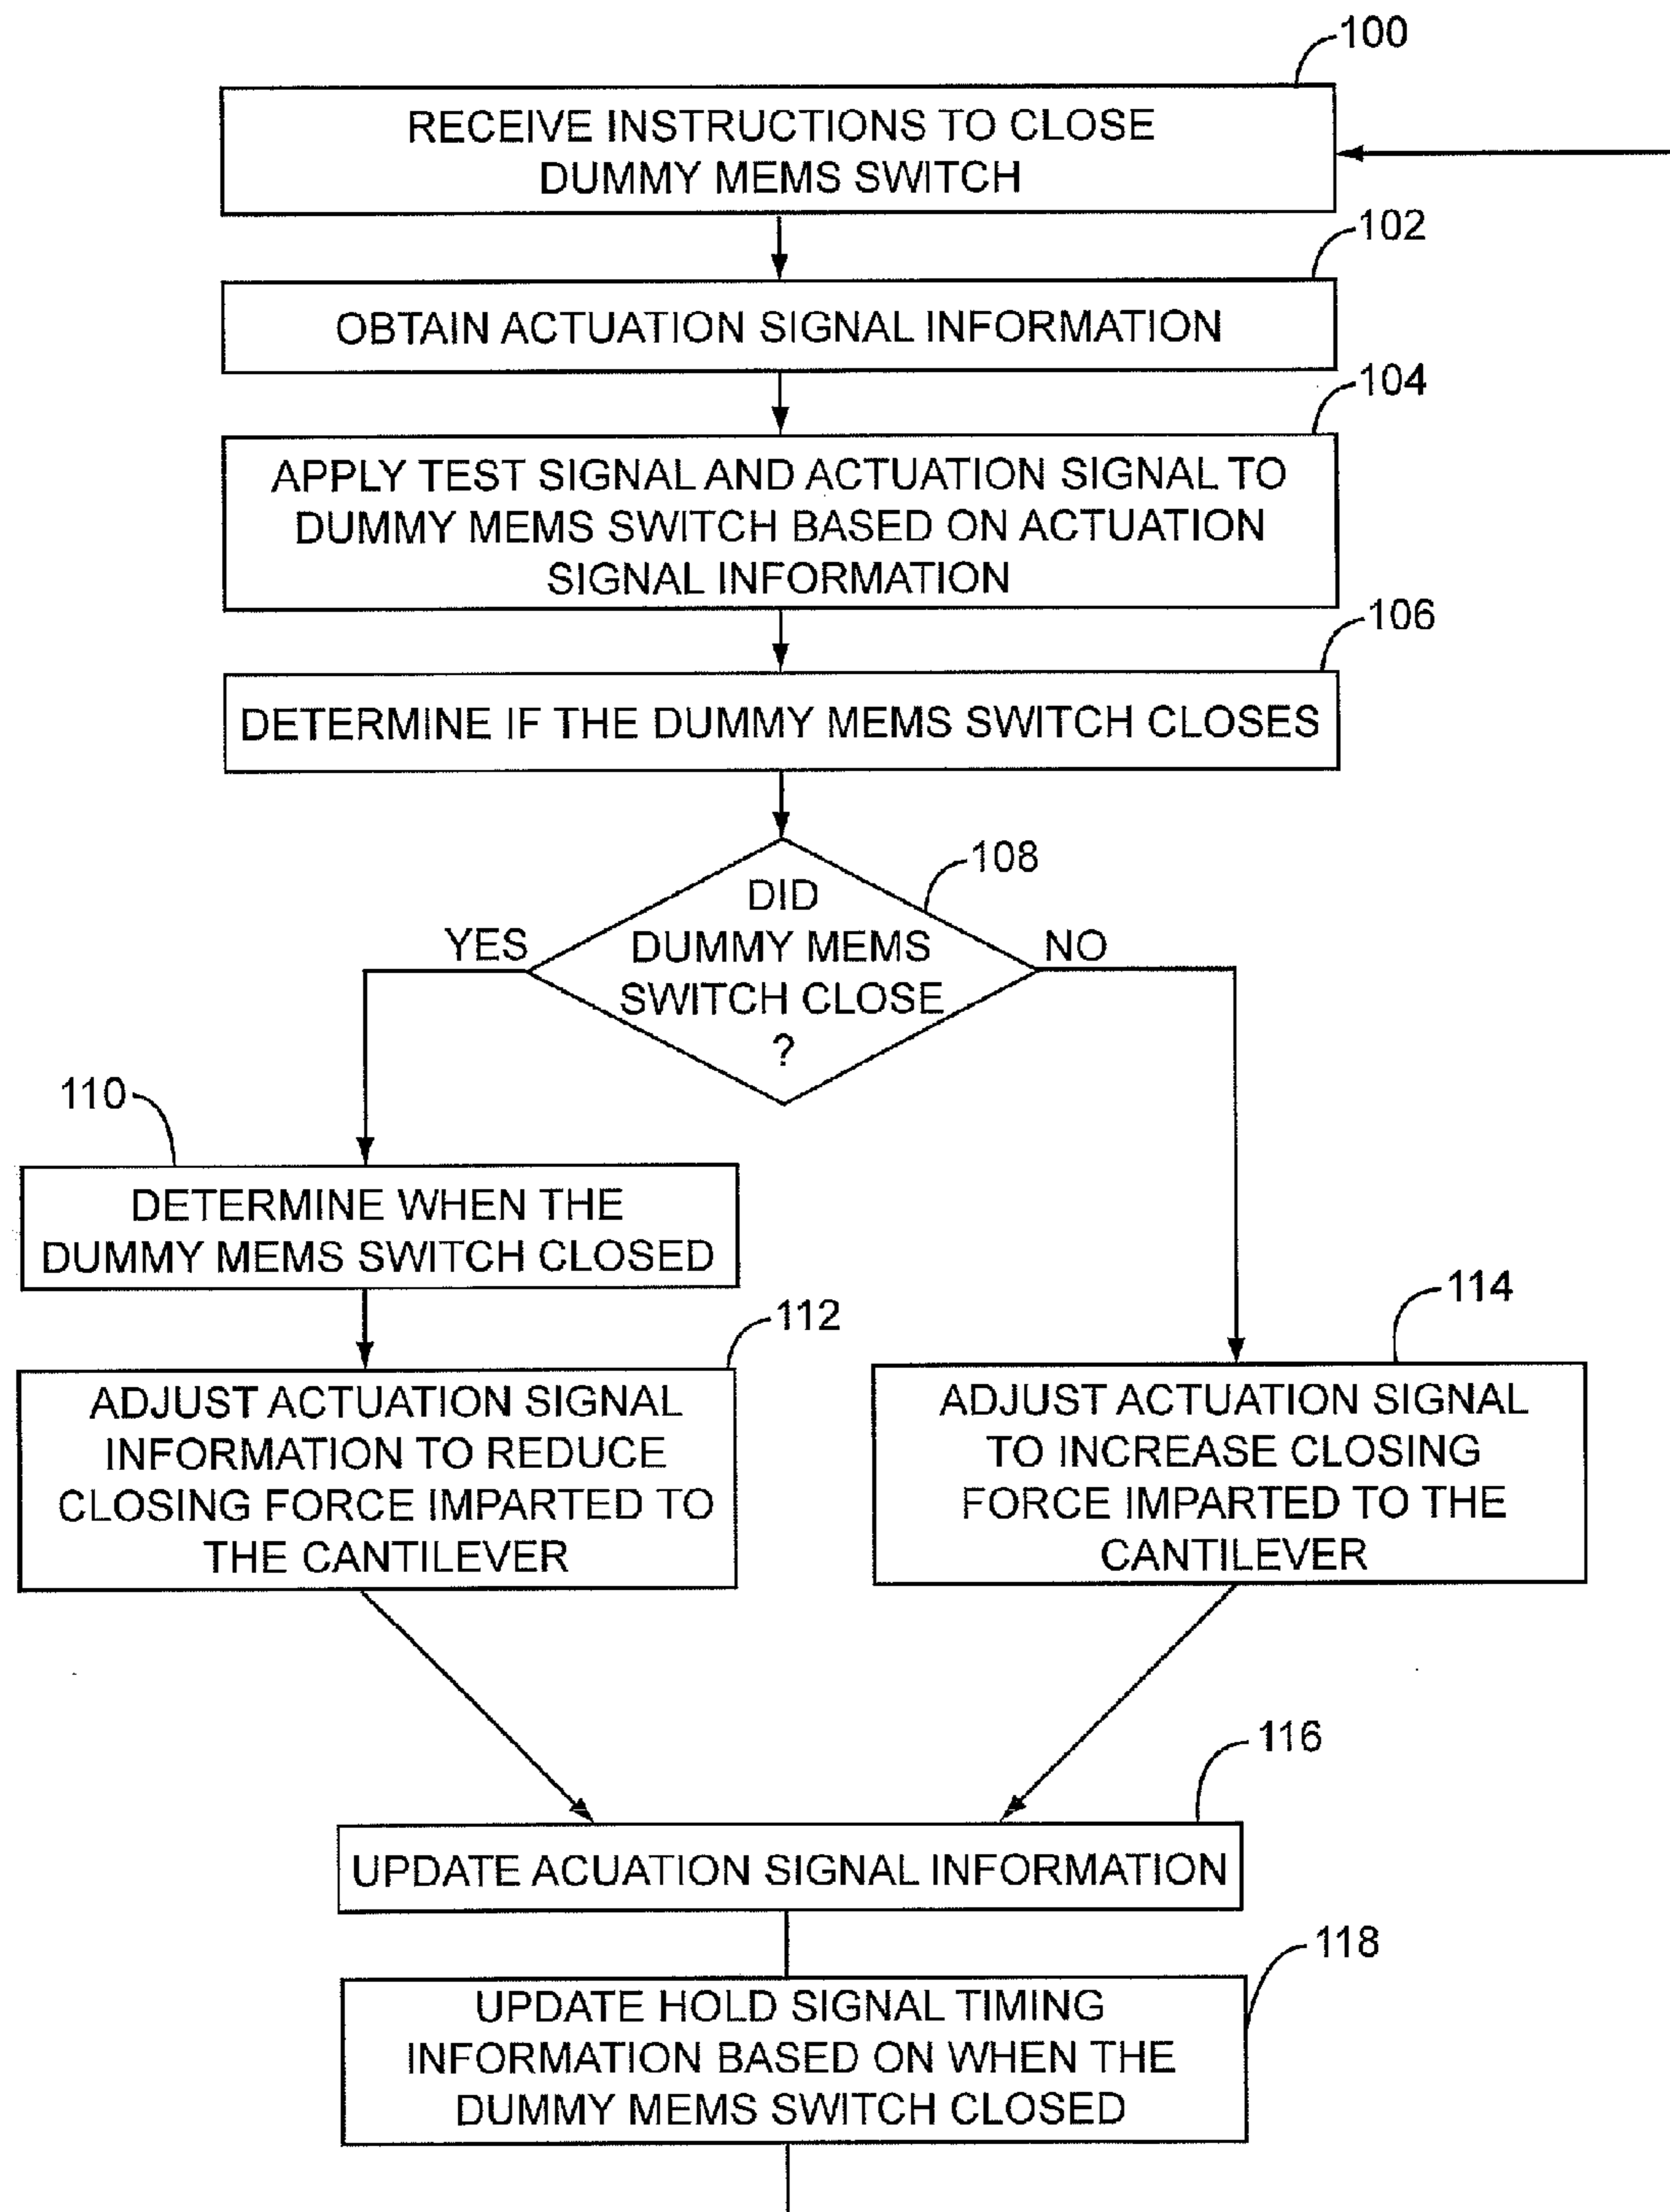 100
RECEIVE INSTRUCTIONS TO CLOSE
DUMMY MEMS SWITCH
102
OBTAIN ACTUATION SIGNAL INFORMATION
104
APPLY TEST SIGNAL AND ACTUATION SIGNAL TO
DUMMY MEMS SWITCH BASED ON ACTUATION
SIGNAL INFORMATION
106
DETERMINE IF THE DUMMY MEMS SWITCH CLOSES
108
DID
DUMMY MEMS
SWITCH CLOSE
?
YES
NO
110
DETERMINE WHEN THE
DUMMY MEMS SWITCH CLOSED
112
ADJUST ACTUATION SIGNAL
INFORMATION TO REDUCE
CLOSING FORCE IMPARTED TO
THE CANTILEVER
114
ADJUST ACTUATION SIGNAL
TO INCREASE CLOSING
FORCE IMPARTED TO THE
CANTILEVER
116
UPDATE ACUATION SIGNAL INFORMATION
118
UPDATE HOLD SIGNAL TIMING
INFORMATION BASED ON WHEN THE
DUMMY MEMS SWITCH CLOSED